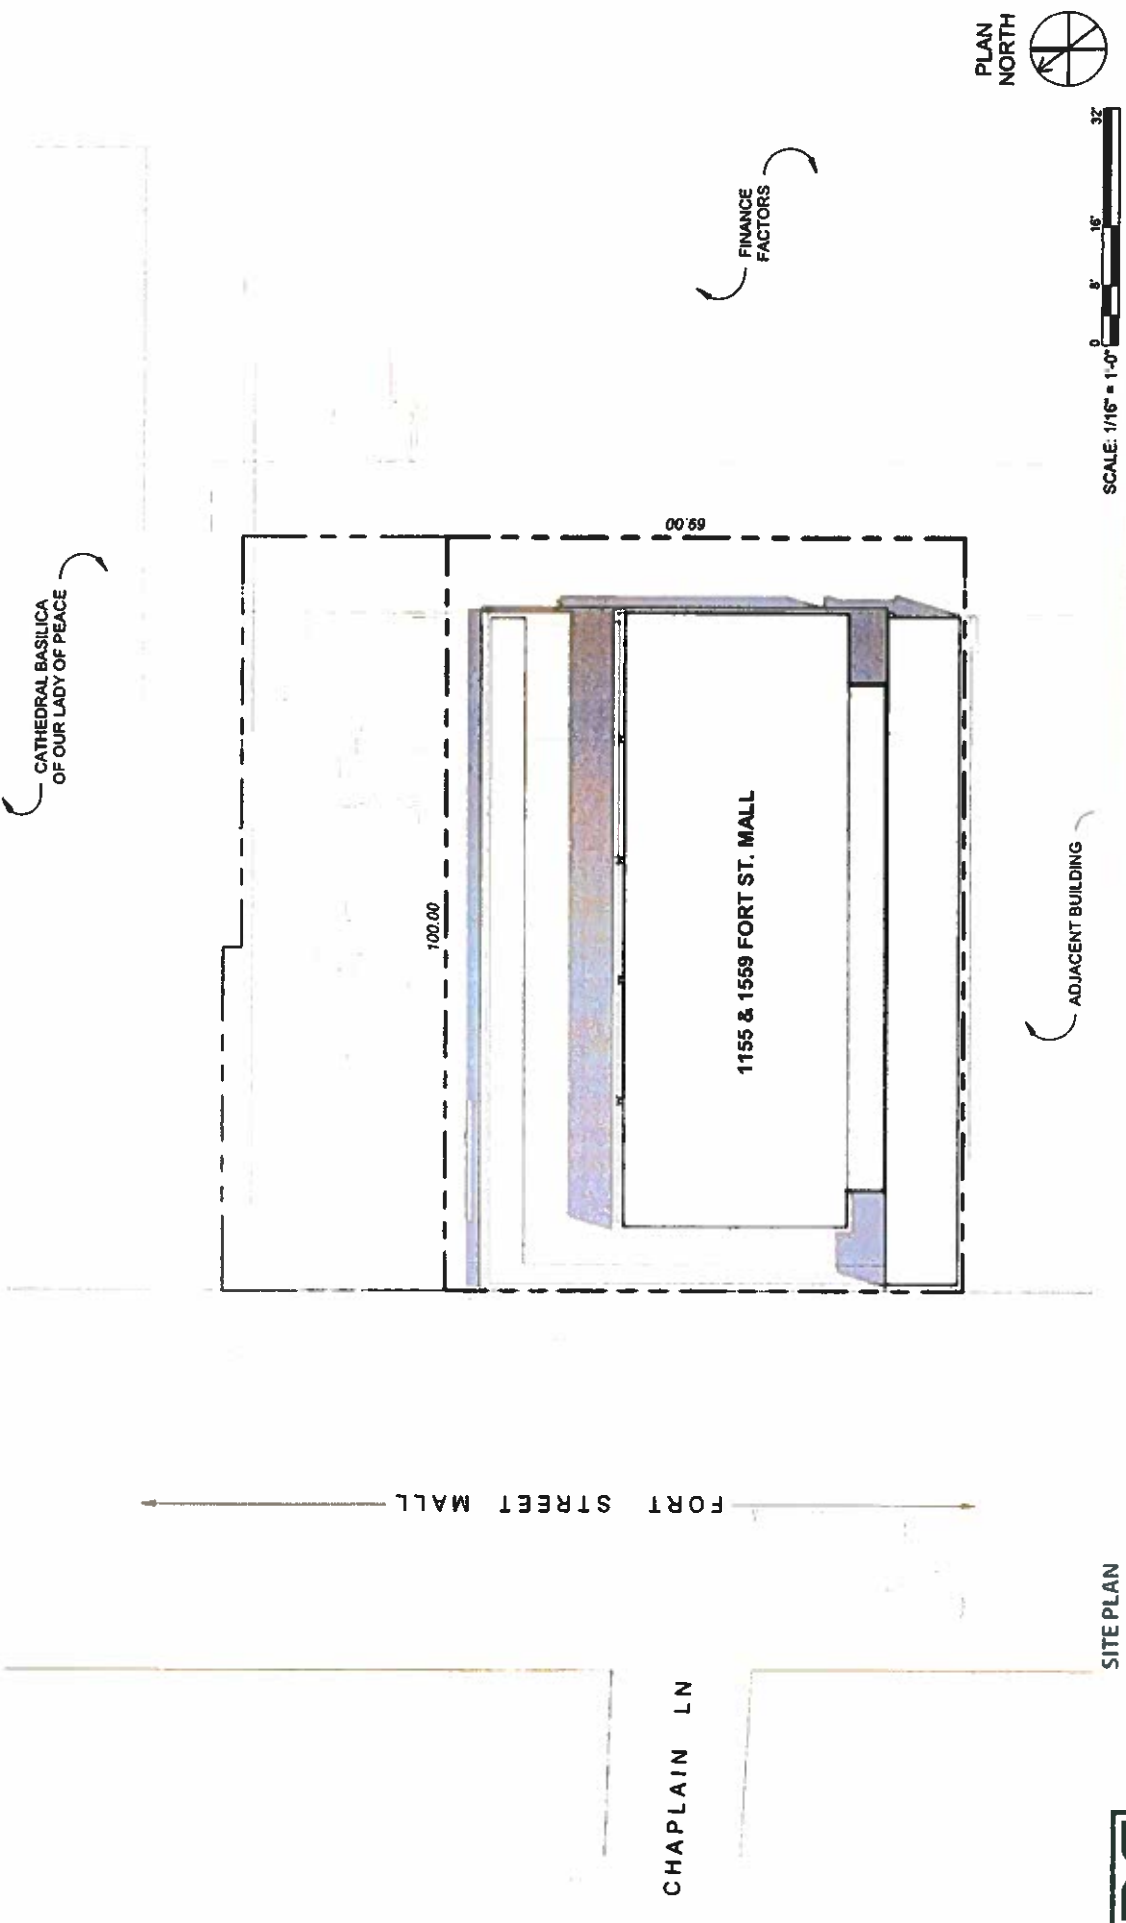 CATHEDRAL BASILICA
OF OUR LADY OF PEACE
PLAN
NORTH
FINANCE
FACTORS
100.00
69.00
1155 & 1559 FORT ST. MALL
FORT STREET MALL
CHAPLAIN LN
ADJACENT BUILDING
0 8' 16' 32'
SCALE: 1/16" = 1'-0"
SITE PLAN